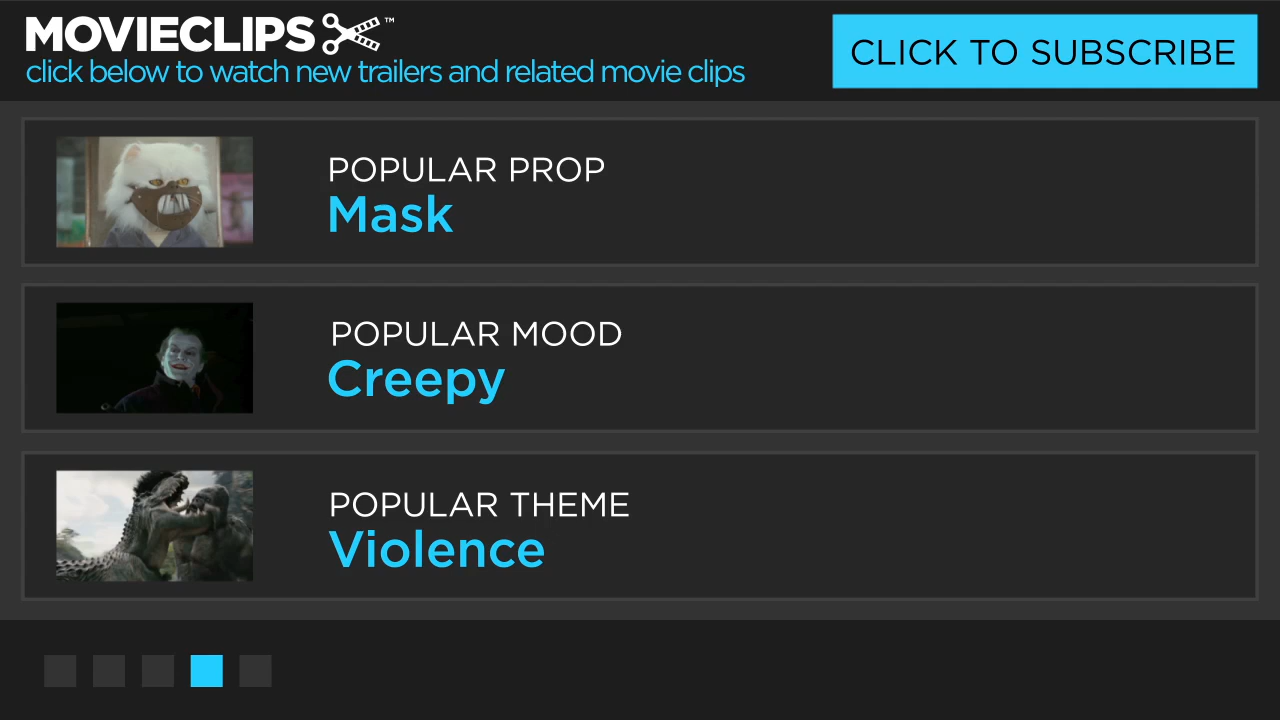 MOVIECLIPS™
click below to watch new trailers and related movie clips
CLICK TO SUBSCRIBE
POPULAR PROP
Mask
POPULAR MOOD
Creepy
POPULAR THEME
Violence